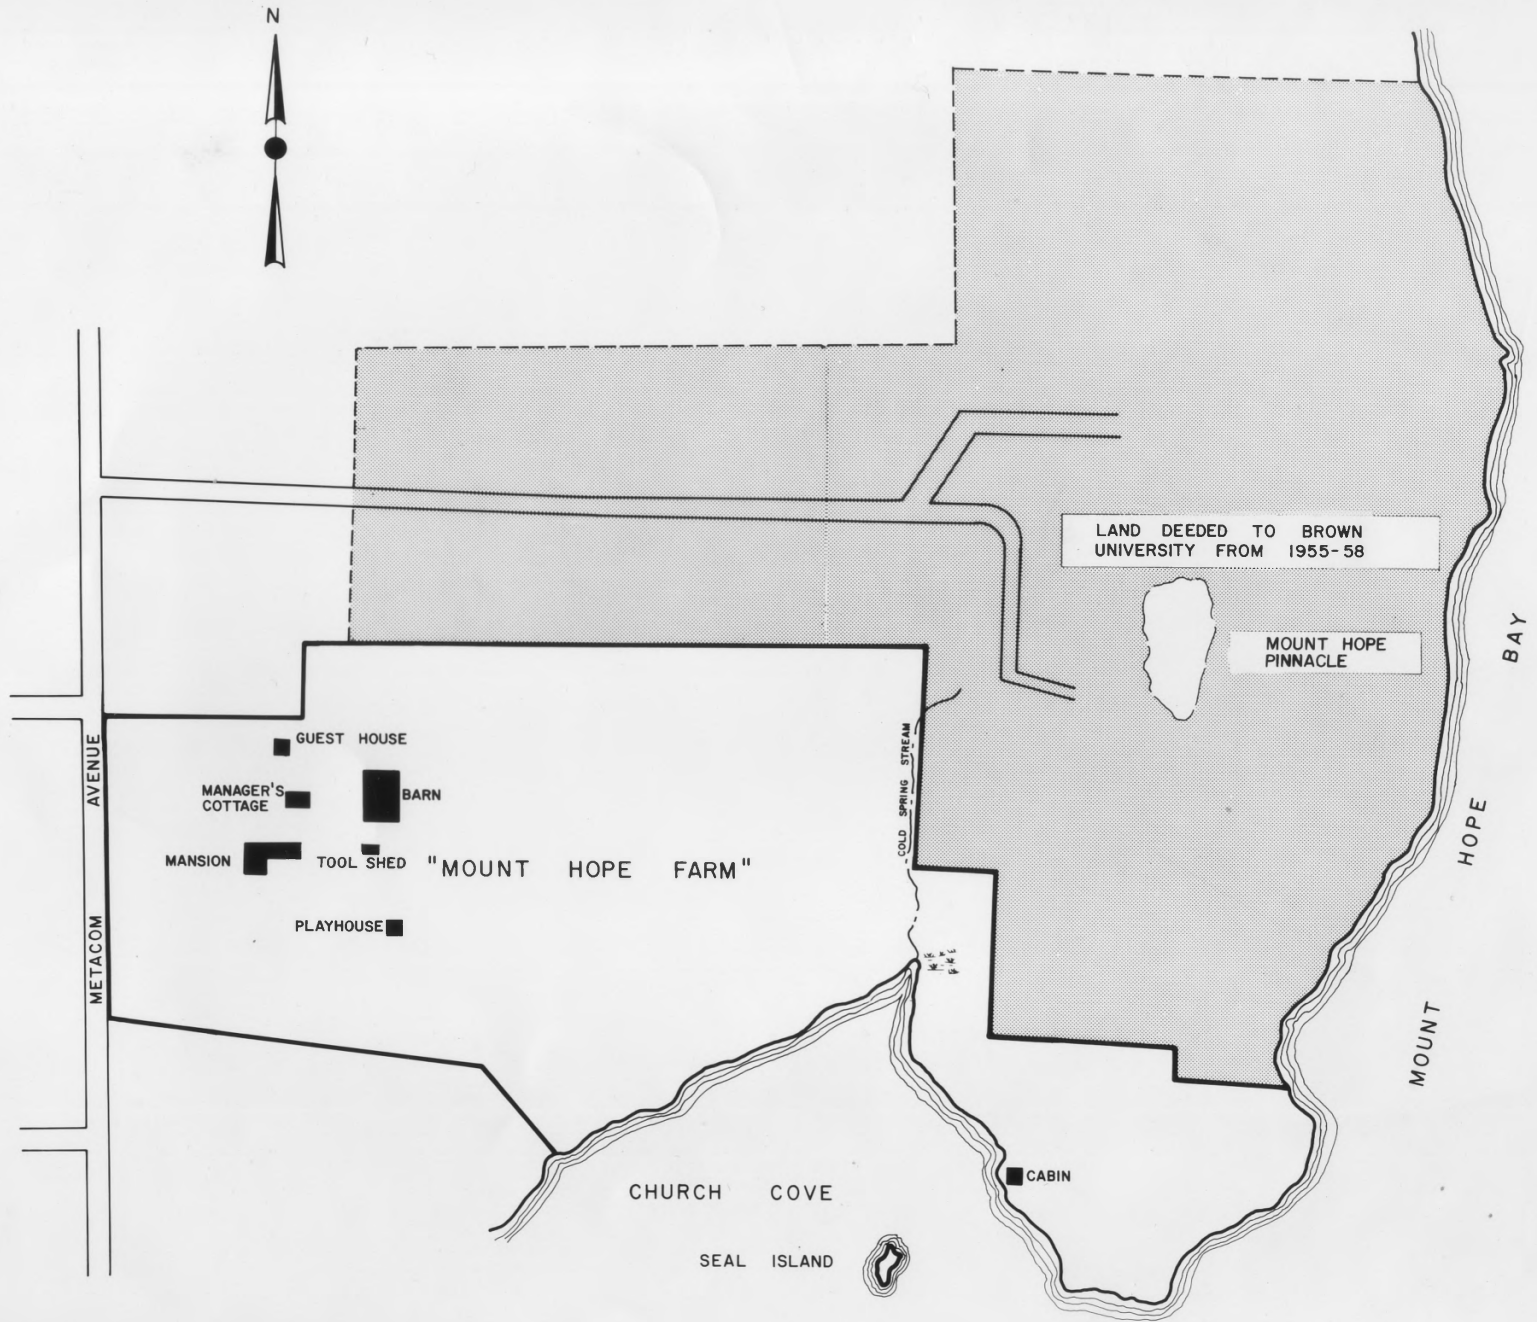 N
LAND DEEDED TO BROWN
UNIVERSITY FROM 1955-58
MOUNT HOPE
PINNACLE
MOUNT HOPE BAY
METACOM AVENUE
GUEST HOUSE
MANAGER'S
COTTAGE
BARN
MANSION
TOOL SHED
"MOUNT HOPE FARM"
PLAYHOUSE
COLD SPRING STREAM
CABIN
CHURCH COVE
SEAL ISLAND